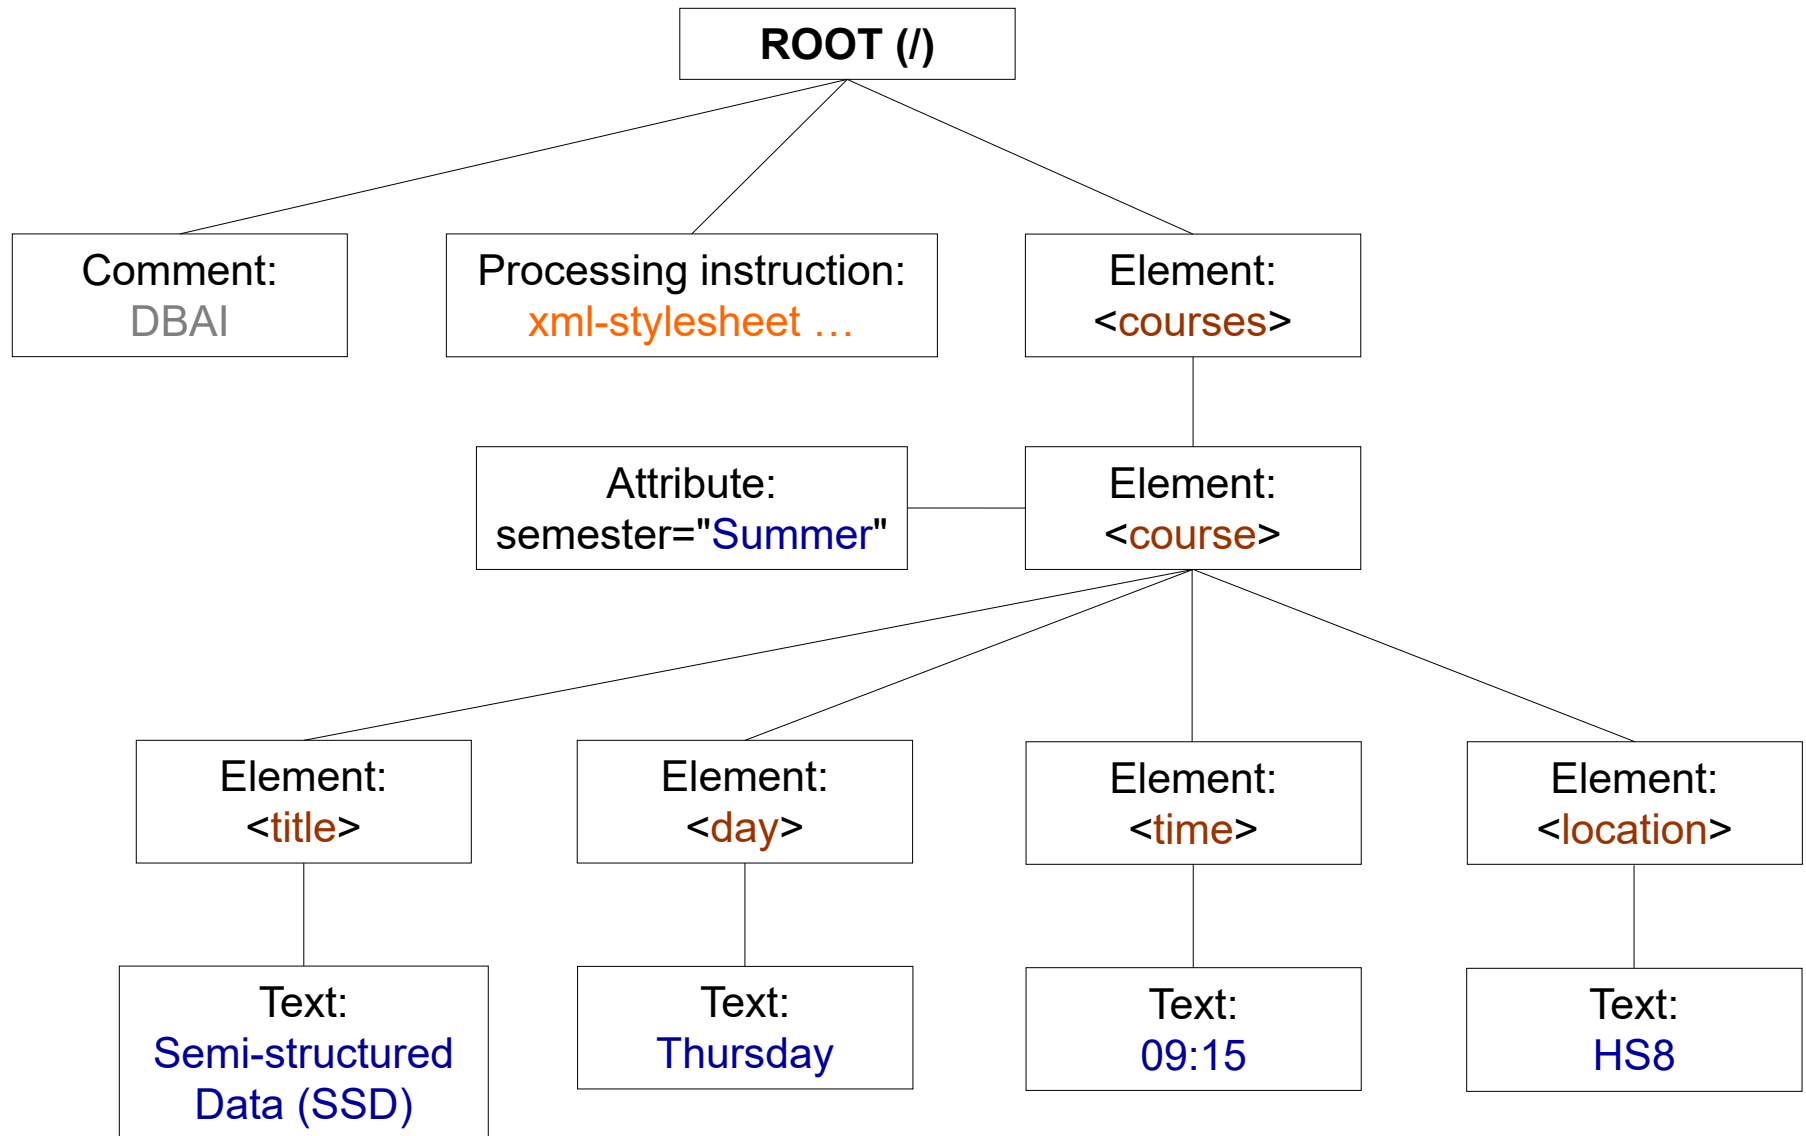 ROOT (/)
Comment:
DBAI
Processing instruction:
xml-stylesheet …
Element:
<courses>
Attribute:
semester="Summer"
Element:
<course>
Element:
<title>
Element:
<day>
Element:
<time>
Element:
<location>
Text:
Semi-structured
Data (SSD)
Text:
Thursday
Text:
09:15
Text:
HS8